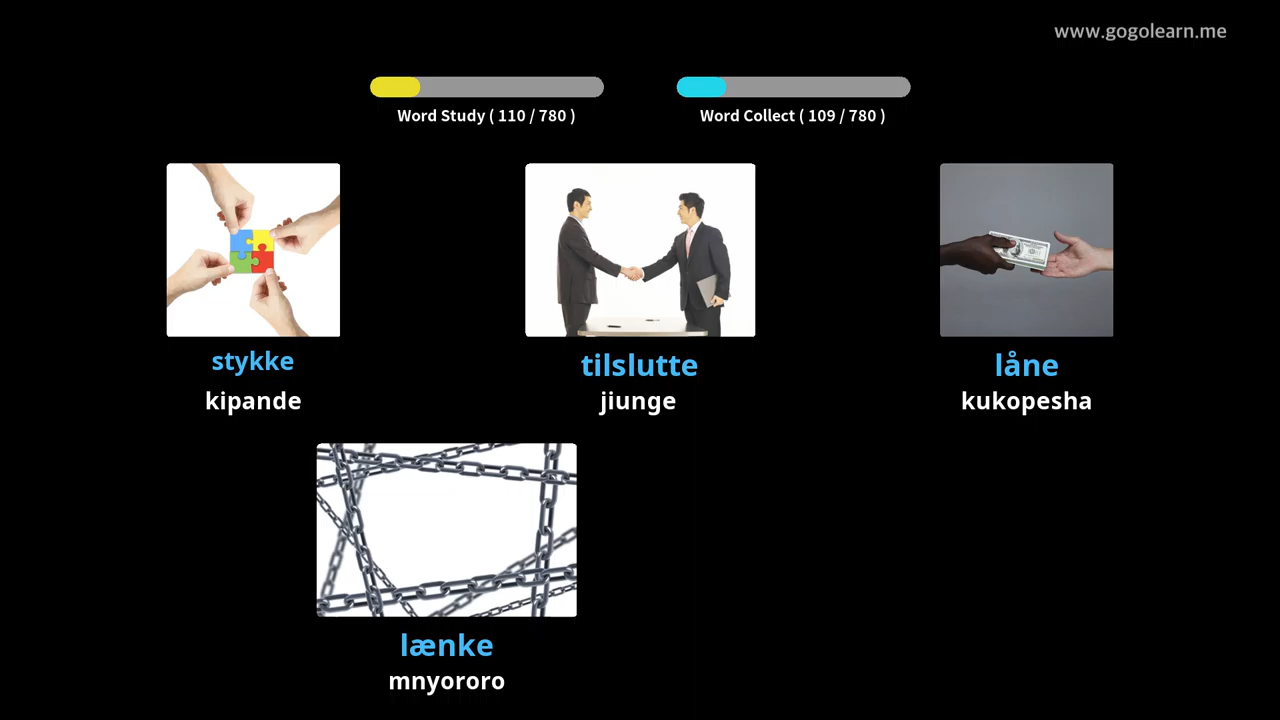 www.gogolearn.me
Word Study ( 110 / 780 )
Word Collect ( 109 / 780 )
stykke
kipande
tilslutte
jiunge
låne
kukopesha
lænke
mnyororo